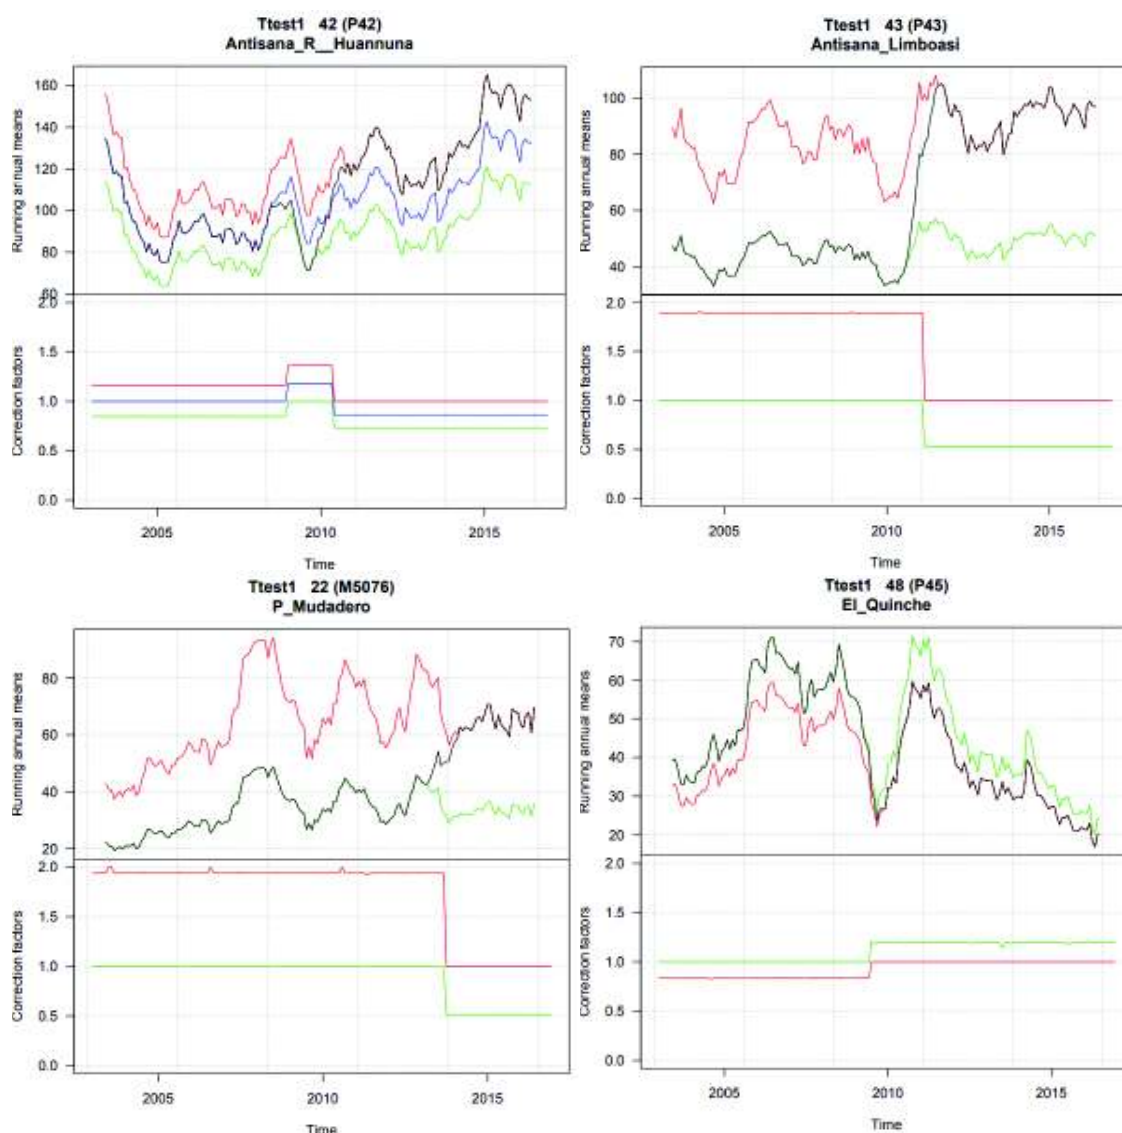 Ttest1 42 (P42)
Antisana_R__Huannuna
Running annual means
160
140
120
100
80
60
Correction factors
2.0
1.5
1.0
0.5
0.0
2005
2010
2015
Time
Ttest1 43 (P43)
Antisana_Limboasi
Running annual means
100
80
60
40
Correction factors
2.0
1.5
1.0
0.5
0.0
2005
2010
2015
Time
Ttest1 22 (M5076)
P_Mudadero
Running annual means
80
60
40
20
Correction factors
2.0
1.5
1.0
0.5
0.0
2005
2010
2015
Time
Ttest1 48 (P45)
El_Quinche
Running annual means
70
60
50
40
30
20
Correction factors
2.0
1.5
1.0
0.5
0.0
2005
2010
2015
Time